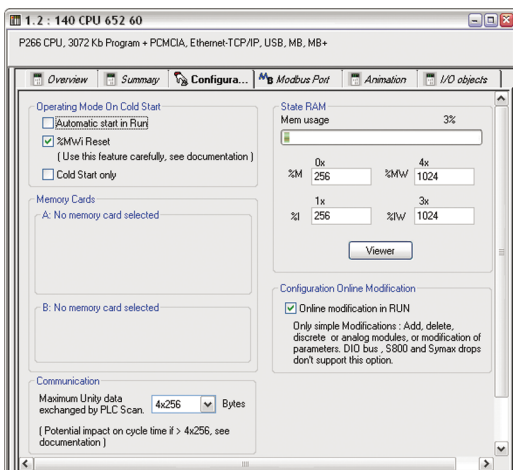 1.2 : 140 CPU 652 60
P266 CPU, 3072 Kb Program + PCMCIA, Ethernet-TCP/IP, USB, MB, MB+
Overview Summary Configura... MB Modbus Port Animation I/O objects
Operating Mode On Cold Start
Automatic start in Run
%MWi Reset
( Use this feature carefully, see documentation )
Cold Start only
Memory Cards
A: No memory card selected
B: No memory card selected
Communication
Maximum Unity data
exchanged by PLC Scan. 4x256 Bytes
( Potential impact on cycle time if > 4x256, see
documentation )
State RAM
Mem usage 3%
0x 4x
%M 256 %MW 1024
1x 3x
%I 256 %IW 1024
Viewer
Configuration Online Modification
Online modification in RUN
Only simple Modifications : Add, delete,
discrete or analog modules, or modification of
parameters. DIO bus , S800 and Symax drops
don't support this option.